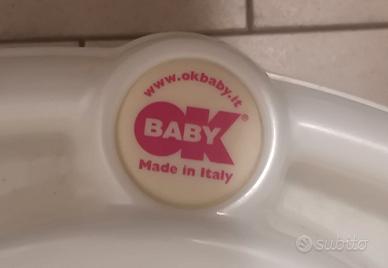 www.okbaby.it
OK
BABY
®
Made in Italy
subito